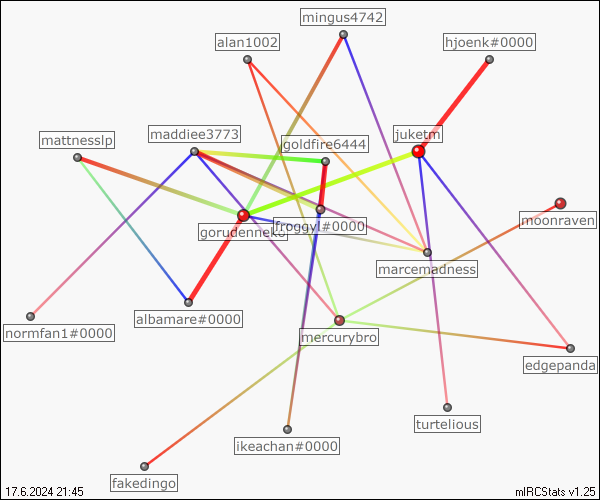 mingus4742
alan1002
hjoenk#0000
maddiee3773
juketm
mattnesslp
goldfire6444
moonraven
gorudenneko
froggyl#0000
marcemadness
albamare#0000
normfan1#0000
mercurybro
edgepanda
turtelious
ikeachan#0000
fakedingo
17.6.2024 21:45
mIRCStats v1.25